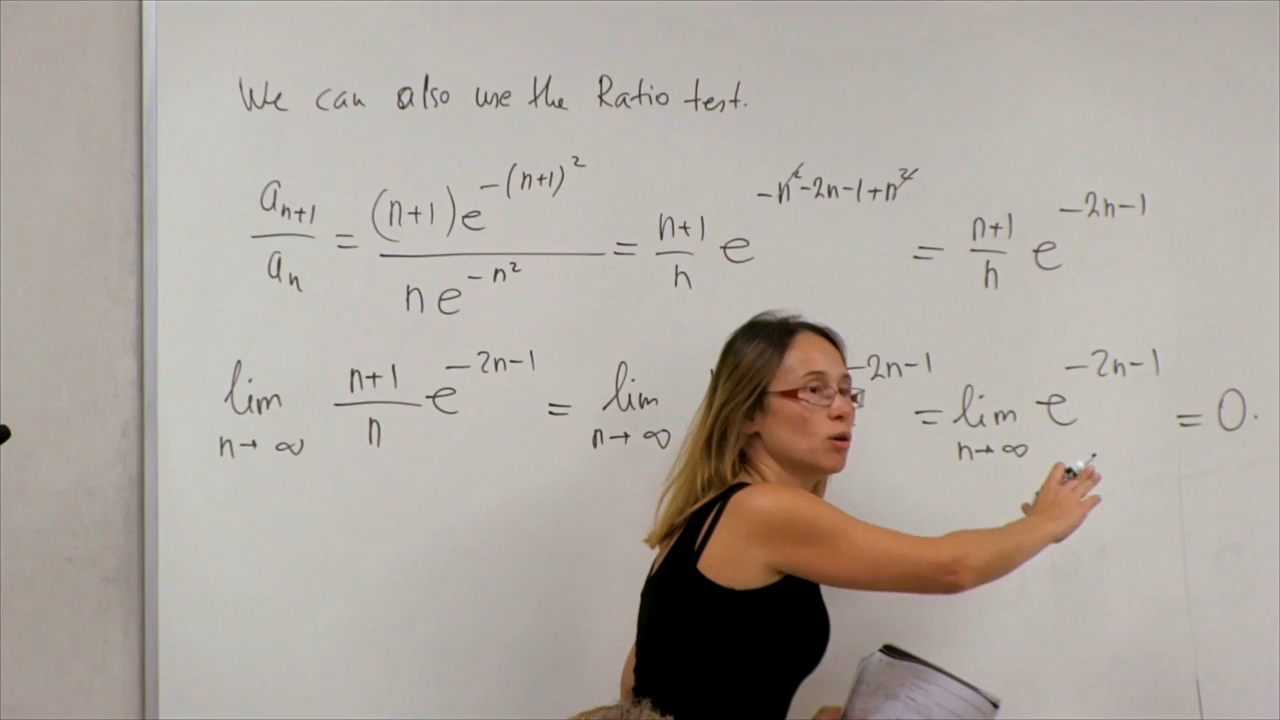 We can also use the Ratio test.
a_{n+1}/a_n = (n+1)e^{-(n+1)^2}/ne^{-n^2} = n+1/n e^{-n^2-2n-1+n^2} = n+1/n e^{-2n-1}
lim_{n→∞} n+1/n e^{-2n-1} = lim_{n→∞} -2n-1 = lim_{n→∞} e^{-2n-1} = 0.